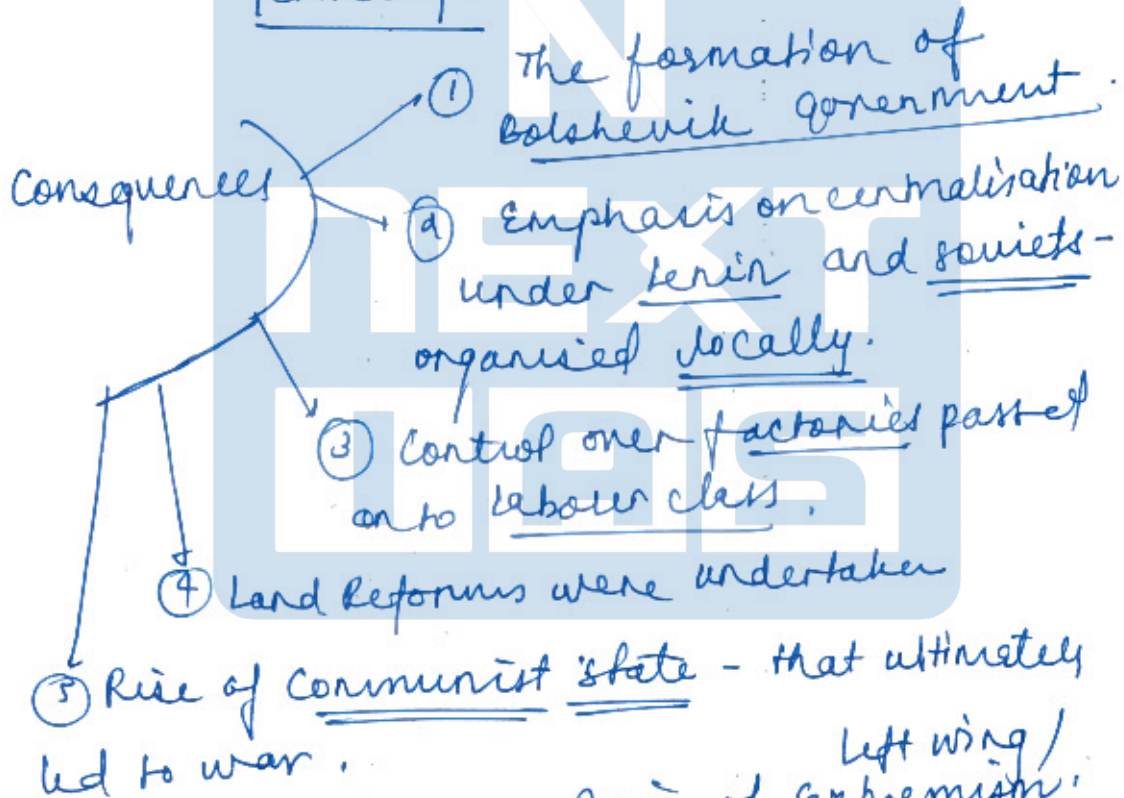 ① The formation of
Bolshevik government.
Consequences
② Emphasis on centralisation
under Lenin and soviets-
organised locally.
③ Control over factories passed
on to labour class.
④ Land Reforms were undertaken
⑤ Rise of Communist state - that ultimately
led to war.
Left wing/
NEXT
IAS